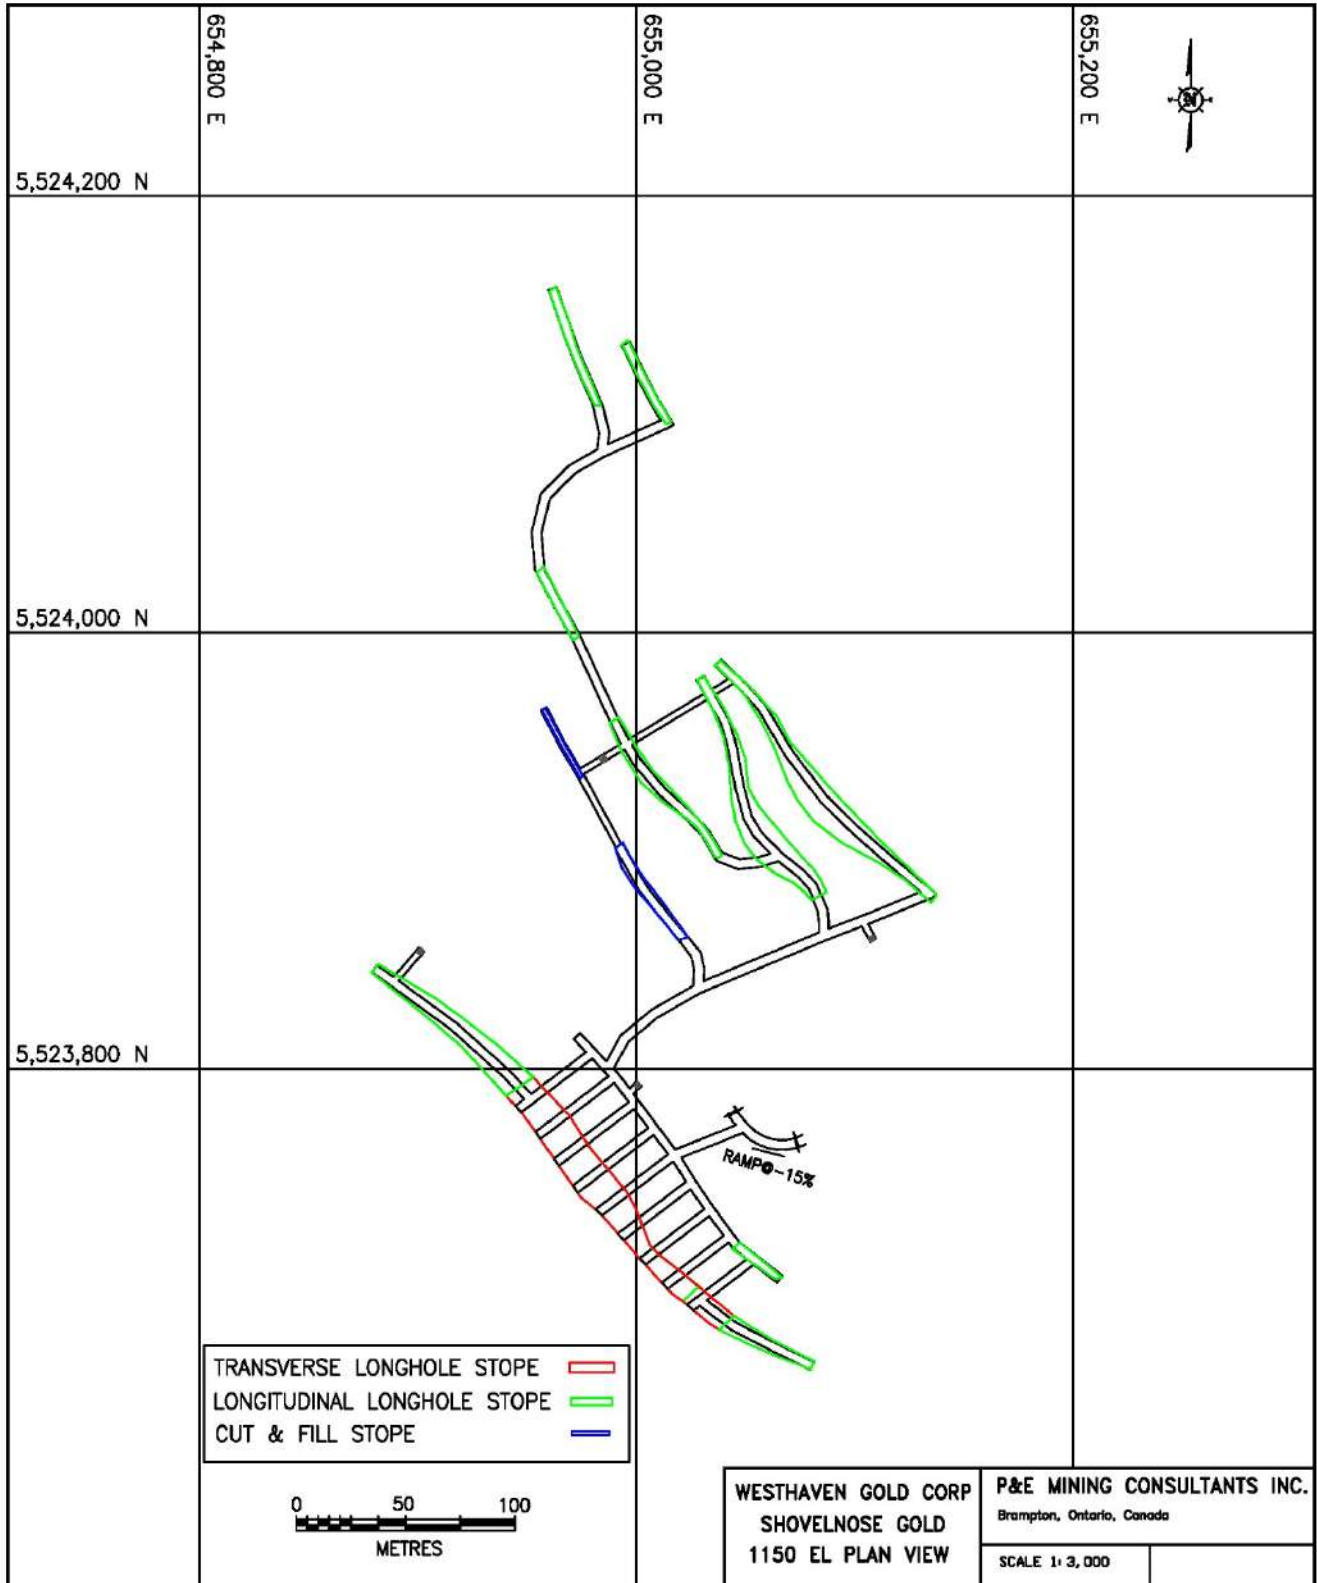 654,800 E
655,000 E
655,200 E
N
5,524,200 N
5,524,000 N
5,523,800 N
RAMP@-15%
TRANSVERSE LONGHOLE STOPE
LONGITUDINAL LONGHOLE STOPE
CUT & FILL STOPE
0 50 100
METRES
WESTHAVEN GOLD CORP
SHOVELNOSE GOLD
1150 EL PLAN VIEW
P&E MINING CONSULTANTS INC.
Brampton, Ontario, Canada
SCALE 1:3,000